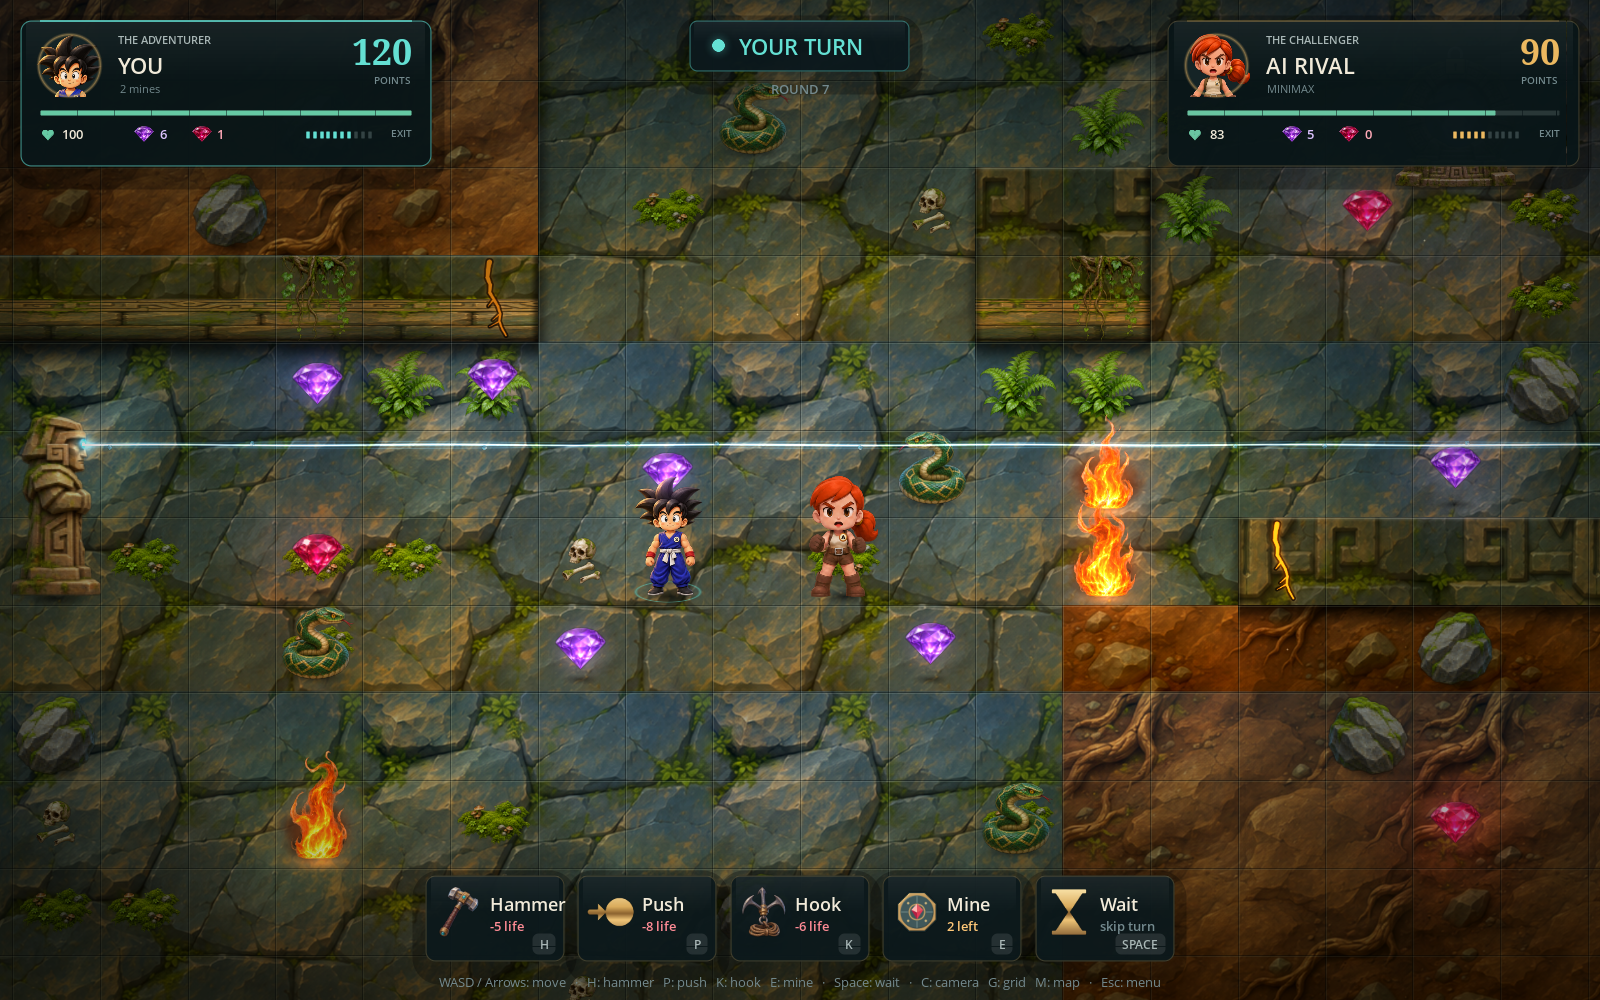 THE ADVENTURER
YOU
2 mines
120
POINTS
100
6
1
EXIT
YOUR TURN
ROUND 7
THE CHALLENGER
AI RIVAL
MINIMAX
90
POINTS
83
5
0
EXIT
Hammer
-5 life
H
Push
-8 life
P
Hook
-6 life
K
Mine
2 left
E
Wait
skip turn
SPACE
WASD / Arrows: move · H: hammer P: push K: hook E: mine · Space: wait · C: camera G: grid M: map · Esc: menu